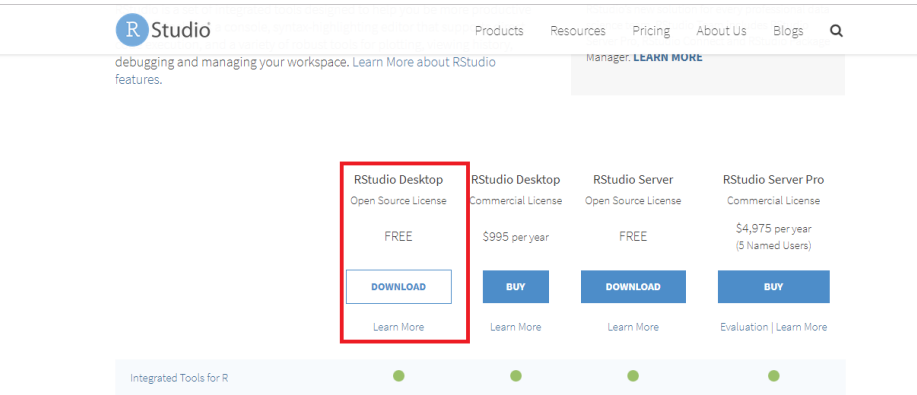 R Studio
Products Resources Pricing About Us Blogs
debugging and managing your workspace. Learn More about RStudio
features.
Manager. LEARN MORE
RStudio Desktop RStudio Desktop RStudio Server RStudio Server Pro
Open Source License Commercial License Open Source License Commercial License
FREE $995 per year FREE $4,975 per year
(5 Named Users)
DOWNLOAD BUY DOWNLOAD BUY
Learn More Learn More Learn More Evaluation | Learn More
Integrated Tools for R